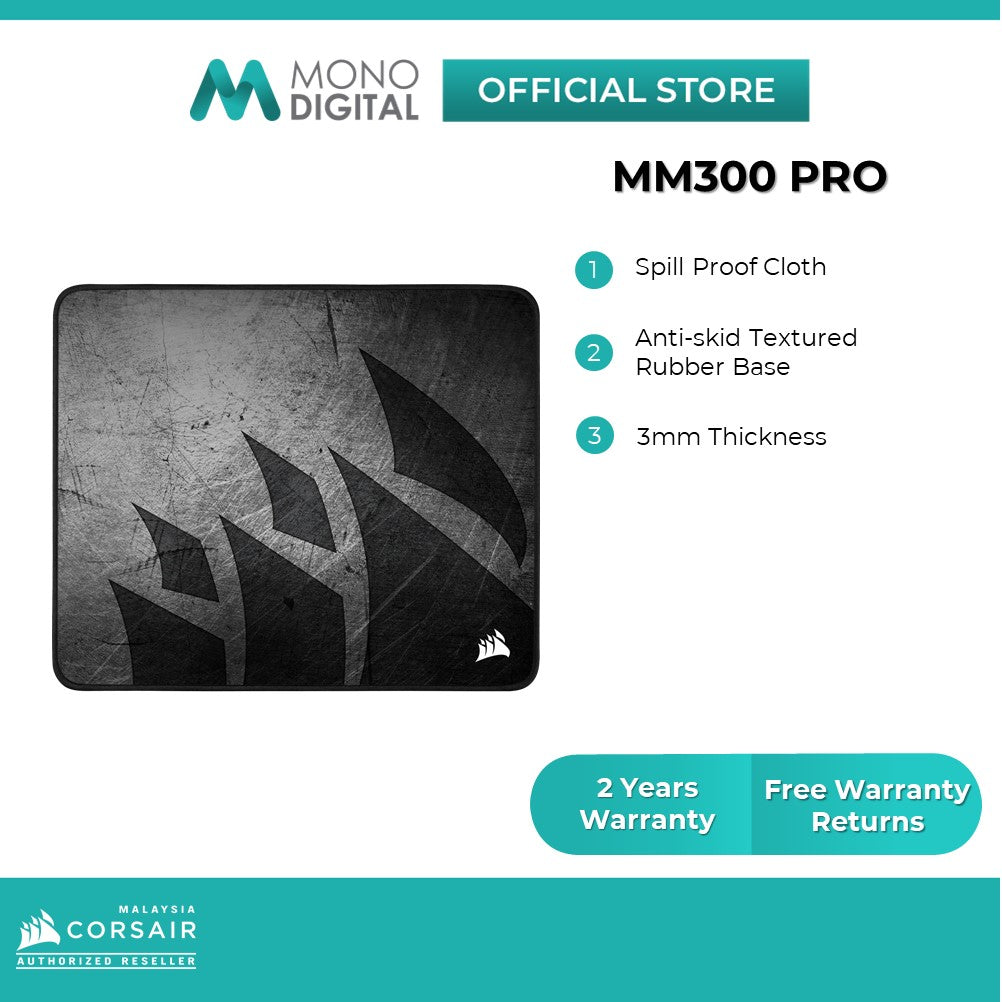 MONO
DIGITAL
OFFICIAL STORE
MM300 PRO
1 Spill Proof Cloth
2 Anti-skid Textured
Rubber Base
3 3mm Thickness
2 Years
Warranty
Free Warranty
Returns
MALAYSIA
CORSAIR
AUTHORIZED RESELLER